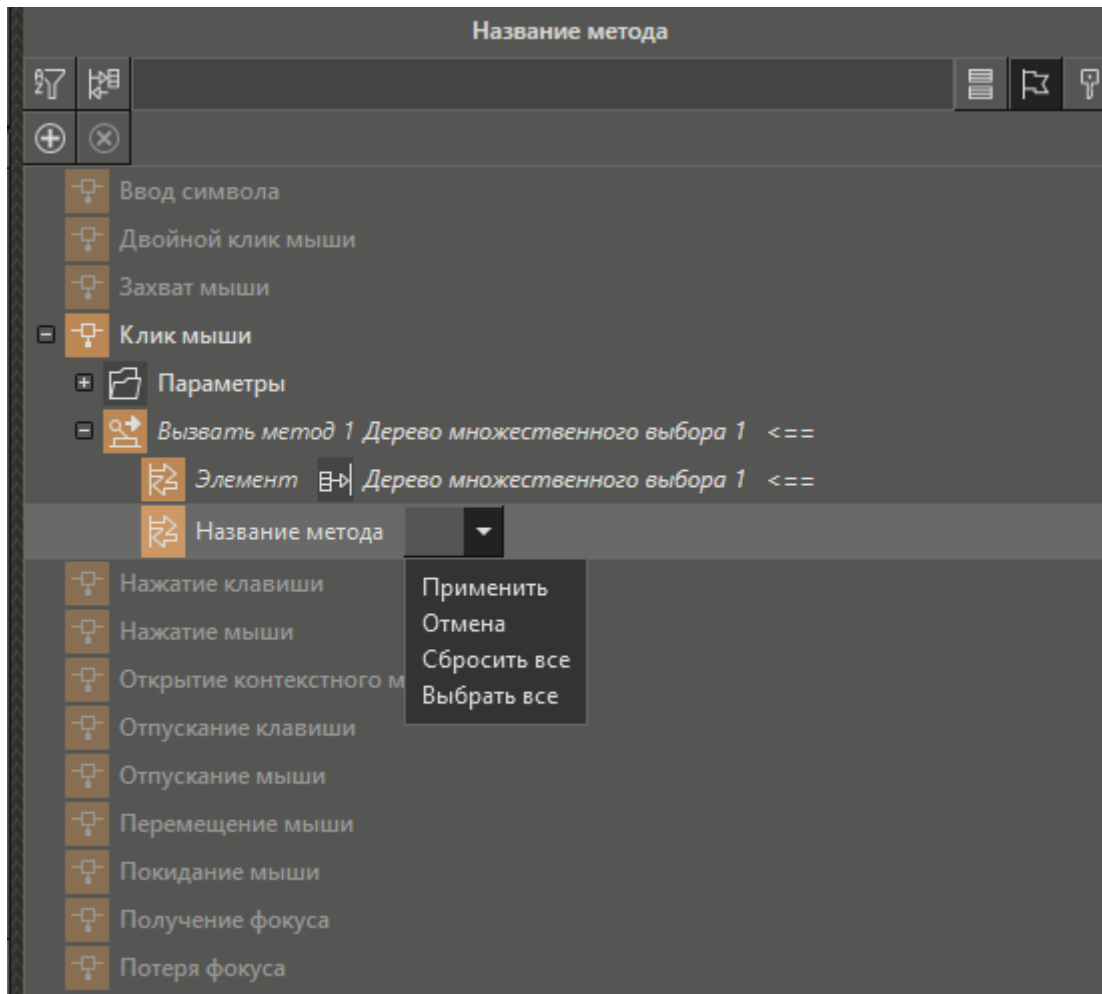 Название метода
Ввод символа
Двойной клик мыши
Захват мыши
Клик мыши
Параметры
Вызвать метод 1 Дерево множественного выбора 1 <==
Элемент Дерево множественного выбора 1 <==
Название метода
Применить
Отмена
Сбросить все
Выбрать все
Нажатие клавиши
Нажатие мыши
Открытие контекстного м
Отпускание клавиши
Отпускание мыши
Перемещение мыши
Покидание мыши
Получение фокуса
Потеря фокуса